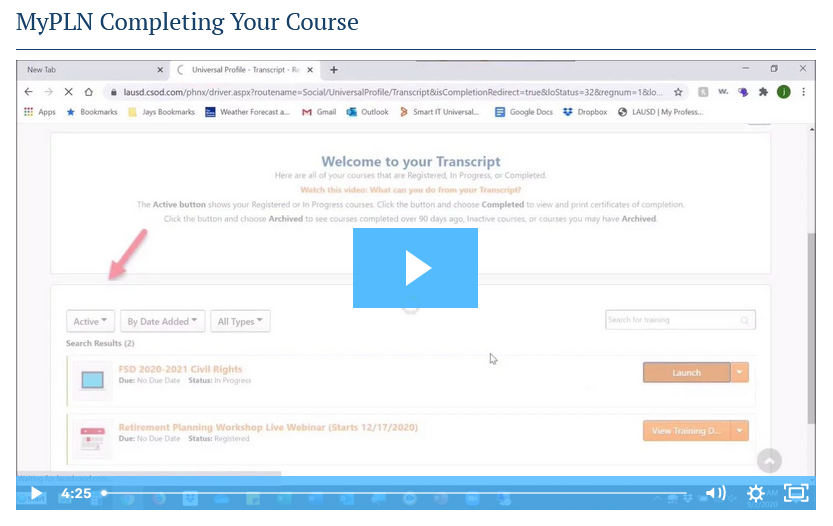 MyPLN Completing Your Course
New Tab
Universal Profile - Transcript - Re
lausd.csod.com/phnx/driver.aspx?routename=Social/UniversalProfile/Transcript&isCompletionRedirect=true&loStatus=32&regnum=1&lo...
W.
J
Apps Bookmarks Jays Bookmarks Weather Forecast a... Gmail Outlook Smart IT Universal... Google Docs Dropbox LAUSD | My Profess...
Welcome to your Transcript
Here are all of your courses that are Registered, In Progress, or Completed.
Watch this video: What can you do from your Transcript?
The Active button shows your Registered or In Progress courses. Click the button and choose Completed to view and print certificates of completion.
Click the button and choose Archived to see courses completed over 90 days ago, Inactive courses, or courses you may have Archived.
Active By Date Added All Types Search for training
Search Results (2)
FSD 2020-2021 Civil Rights
Due: No Due Date Status: In Progress
Launch
Retirement Planning Workshop Live Webinar (Starts 12/17/2020)
Due: No Due Date Status: Registered
View Training D...
Waiting for lausd.csod.com...
4:25